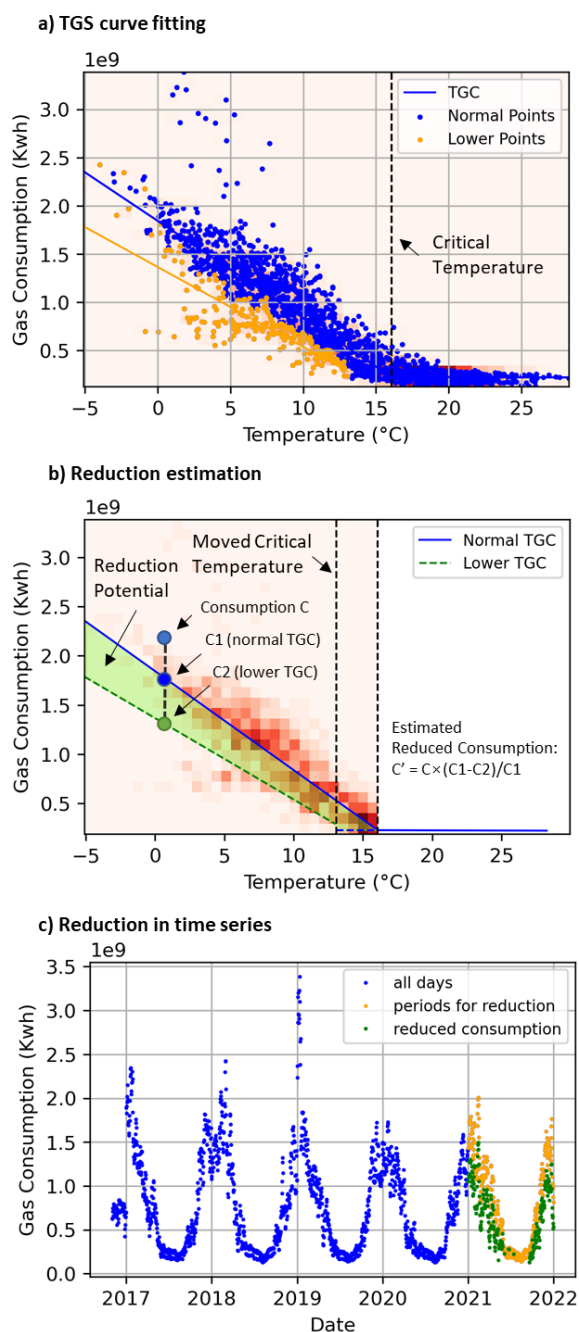 a) TGS curve fitting
1e9
Gas Consumption (Kwh)
3.0
2.5
2.0
1.5
1.0
0.5
TGC
Normal Points
Lower Points
Critical
Temperature
−5
0
5
10
15
20
25
Temperature (°C)
b) Reduction estimation
1e9
Gas Consumption (Kwh)
3.0
2.5
2.0
1.5
1.0
0.5
Moved Critical
Temperature
Normal TGC
Lower TGC
Reduction
Potential
Consumption C
C1 (normal TGC)
C2 (lower TGC)
Estimated
Reduced Consumption:
C’ = C×(C1-C2)/C1
−5
0
5
10
15
20
25
Temperature (°C)
c) Reduction in time series
1e9
Gas Consumption (Kwh)
3.5
3.0
2.5
2.0
1.5
1.0
0.5
0.0
all days
periods for reduction
reduced consumption
2017
2018
2019
2020
2021
2022
Date